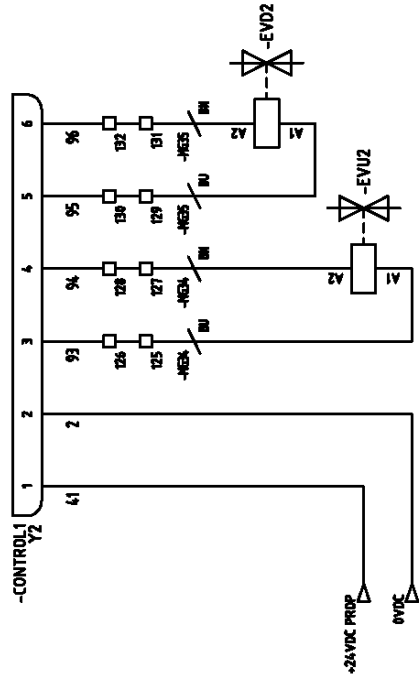 -CONTROL1
Y2
1
2
3
4
5
6
41
2
93
94
95
96
126
128
130
132
125
127
129
131
-MG34
BU
-MG34
BN
-MG35
BU
-MG35
BN
A2
A1
-EVD2
A2
A1
-EVU2
+24VDC PROP
0VDC